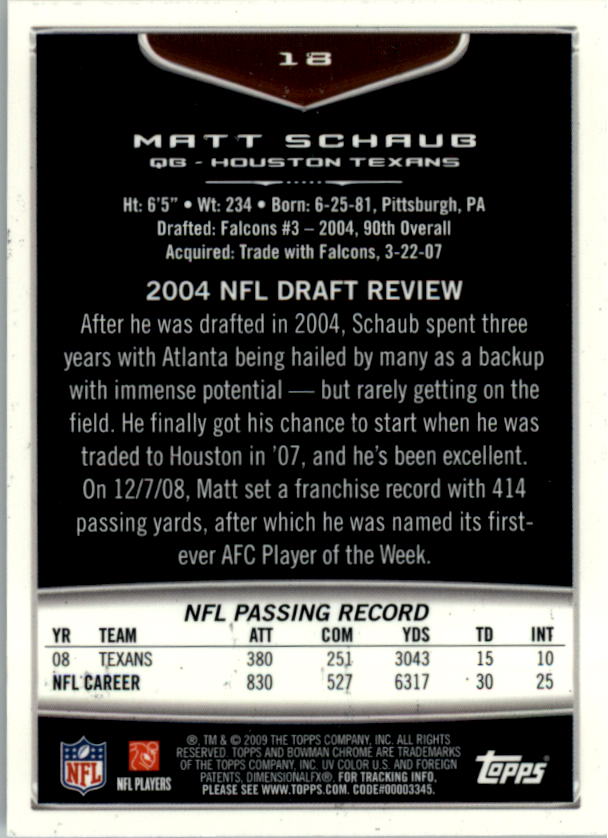 18
MATT SCHAUB
QB - HOUSTON TEXANS
Ht: 6'5" • Wt: 234 • Born: 6-25-81, Pittsburgh, PA
Drafted: Falcons #3 – 2004, 90th Overall
Acquired: Trade with Falcons, 3-22-07
2004 NFL DRAFT REVIEW
After he was drafted in 2004, Schaub spent three
years with Atlanta being hailed by many as a backup
with immense potential — but rarely getting on the
field. He finally got his chance to start when he was
traded to Houston in '07, and he's been excellent.
On 12/7/08, Matt set a franchise record with 414
passing yards, after which he was named its first-
ever AFC Player of the Week.
NFL PASSING RECORD
YR TEAM ATT COM YDS TD INT
08 TEXANS 380 251 3043 15 10
NFL CAREER 830 527 6317 30 25
®, TM & © 2009 THE TOPPS COMPANY, INC. ALL RIGHTS
RESERVED. TOPPS AND BOWMAN CHROME ARE TRADEMARKS
OF THE TOPPS COMPANY, INC. UV COLOR U.S. AND FOREIGN
PATENTS, DIMENSIONALFX®. FOR TRACKING INFO,
PLEASE SEE WWW.TOPPS.COM. CODE#00003345.
NFL
NFL PLAYERS
topps®